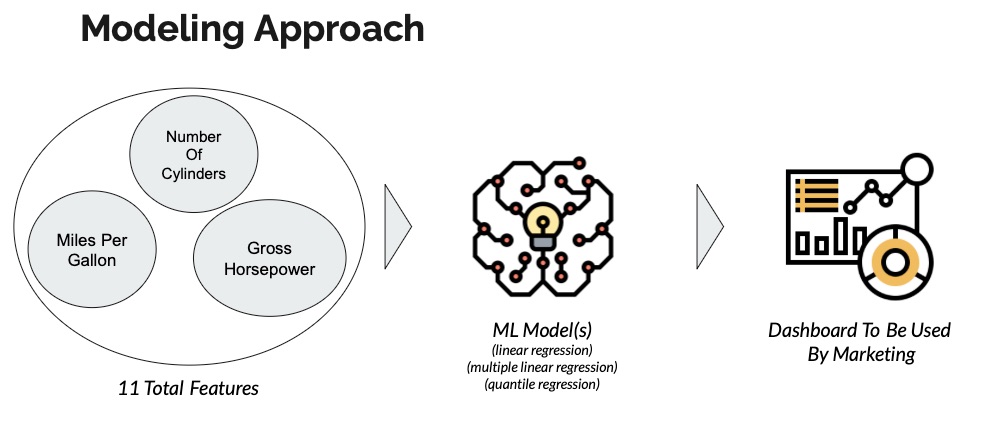 Modeling Approach
Number
Of
Cylinders
Miles Per
Gallon
Gross
Horsepower
11 Total Features
ML Model(s)
(linear regression)
(multiple linear regression)
(quantile regression)
Dashboard To Be Used
By Marketing